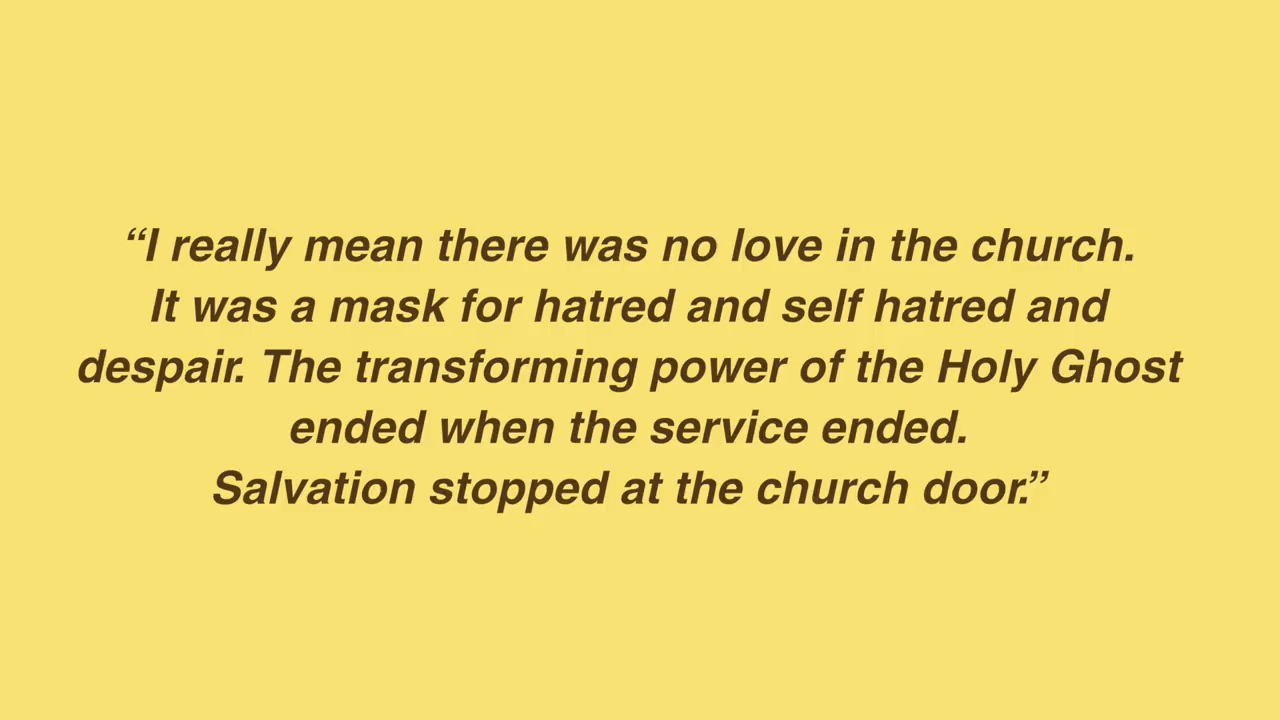 “I really mean there was no love in the church.
It was a mask for hatred and self hatred and
despair. The transforming power of the Holy Ghost
ended when the service ended.
Salvation stopped at the church door.”